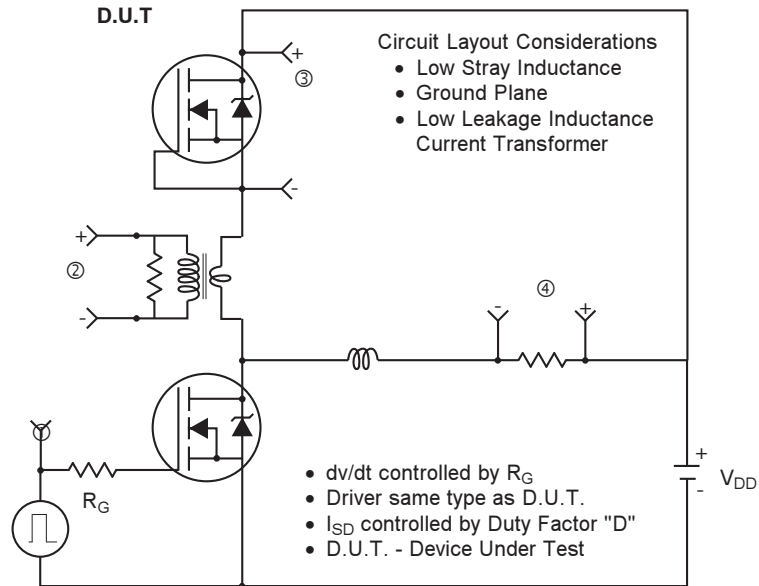 D.U.T
+
③
-
Circuit Layout Considerations
• Low Stray Inductance
• Ground Plane
• Low Leakage Inductance
Current Transformer
+
②
-
④
-
+
①
R_G
+
V_DD
-
• dv/dt controlled by R_G
• Driver same type as D.U.T.
• I_SD controlled by Duty Factor "D"
• D.U.T. - Device Under Test